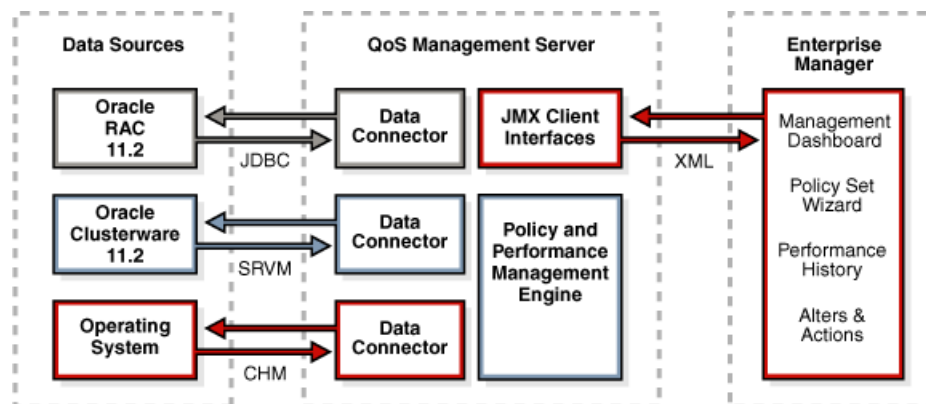 Data Sources
QoS Management Server
Enterprise
Manager
Oracle
RAC
11.2
JDBC
Data
Connector
JMX Client
Interfaces
XML
Management
Dashboard
Policy Set
Wizard
Performance
History
Alters &
Actions
Oracle
Clusterware
11.2
SRVM
Data
Connector
Policy and
Performance
Management
Engine
Operating
System
CHM
Data
Connector